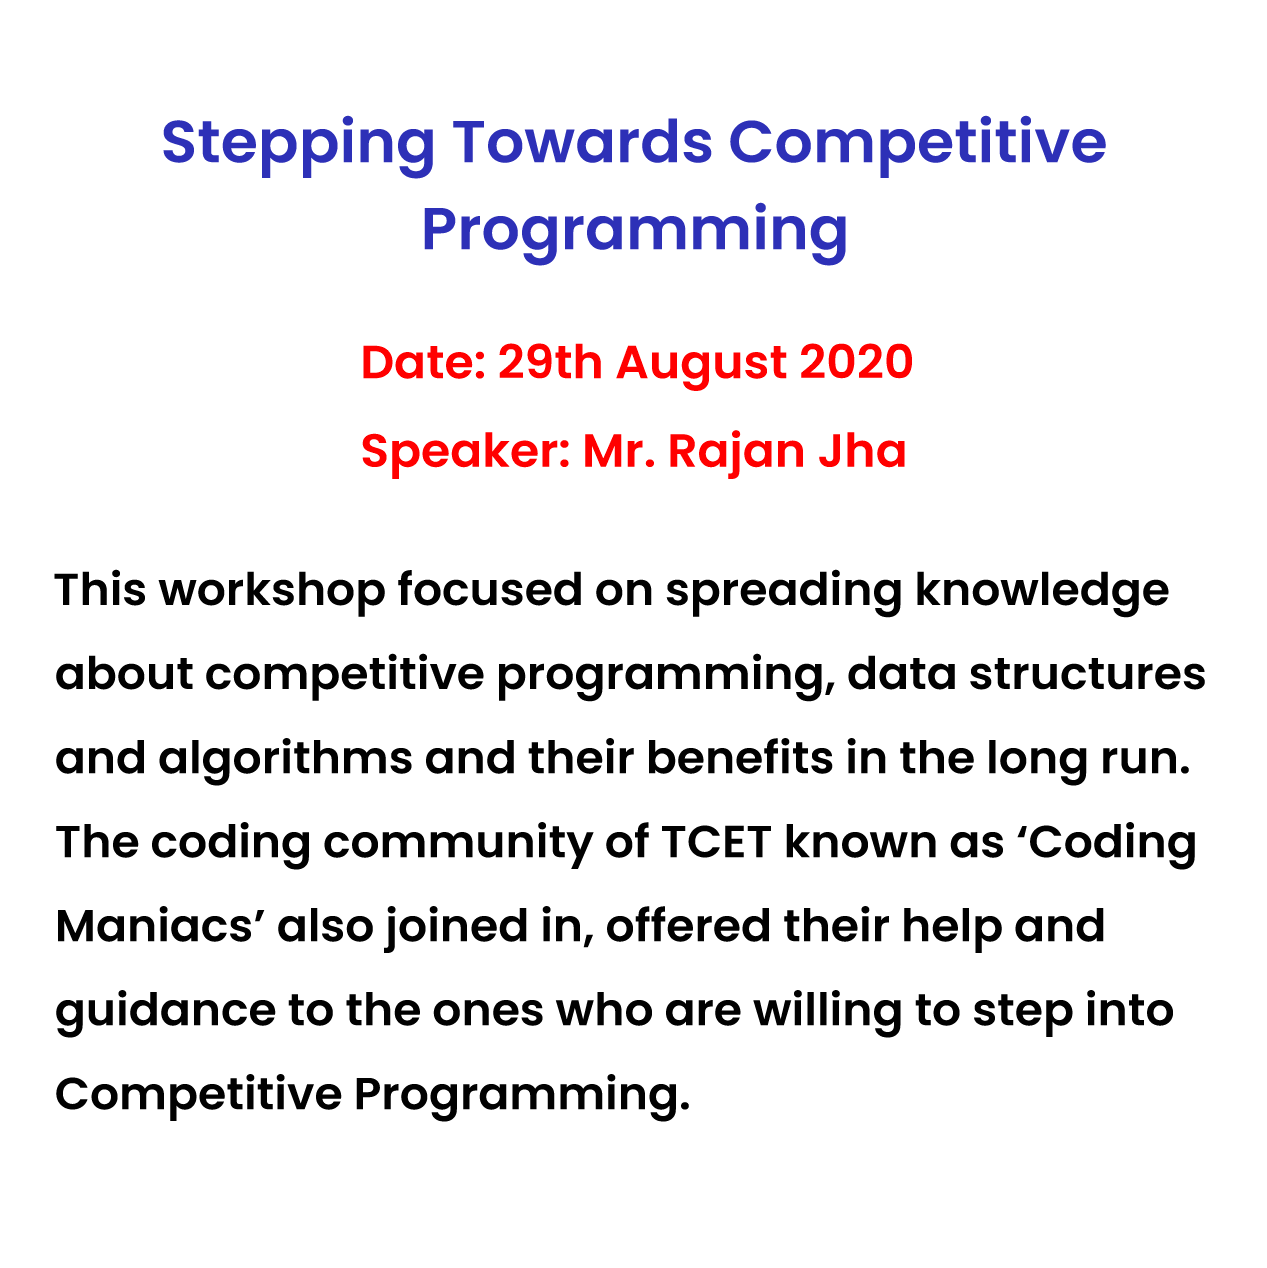 Stepping Towards Competitive
Programming
Date: 29th August 2020
Speaker: Mr. Rajan Jha
This workshop focused on spreading knowledge
about competitive programming, data structures
and algorithms and their benefits in the long run.
The coding community of TCET known as ‘Coding
Maniacs’ also joined in, offered their help and
guidance to the ones who are willing to step into
Competitive Programming.